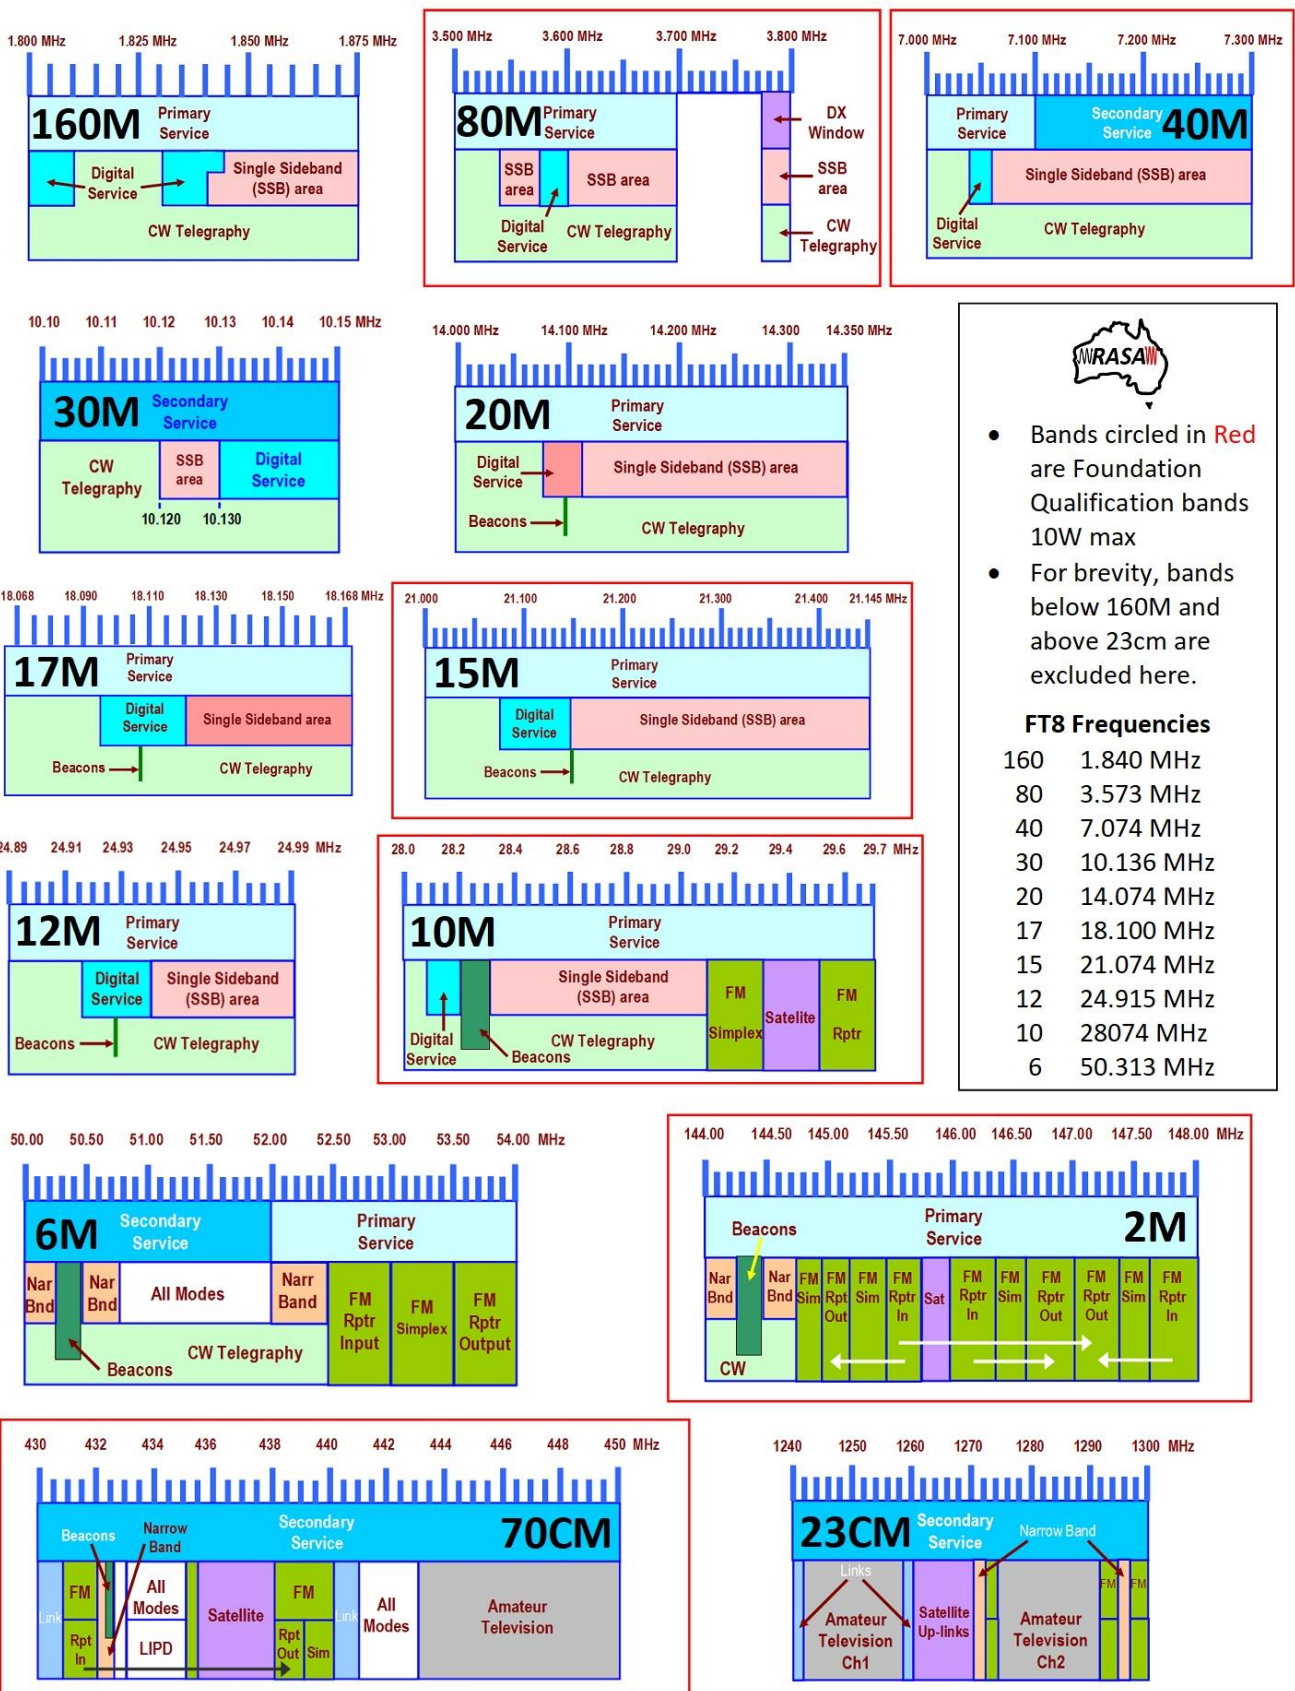 1.800 MHz 1.825 MHz 1.850 MHz 1.875 MHz
160M Primary
Service
Digital
Service
Single Sideband
(SSB) area
CW Telegraphy
3.500 MHz 3.600 MHz 3.700 MHz 3.800 MHz
80M Primary
Service
DX
Window
SSB
area
SSB area
SSB
area
Digital
Service
CW Telegraphy
CW
Telegraphy
7.000 MHz 7.100 MHz 7.200 MHz 7.300 MHz
Primary
Service
Secondary
Service 40M
Single Sideband (SSB) area
Digital
Service
CW Telegraphy
10.10 10.11 10.12 10.13 10.14 10.15 MHz
30M Secondary
Service
CW
Telegraphy
SSB
area
Digital
Service
10.120 10.130
14.000 MHz 14.100 MHz 14.200 MHz 14.300 14.350 MHz
20M Primary
Service
Digital
Service
Single Sideband (SSB) area
Beacons
CW Telegraphy
RASA
• Bands circled in Red
are Foundation
Qualification bands
10W max
• For brevity, bands
below 160M and
above 23cm are
excluded here.
FT8 Frequencies
160 1.840 MHz
80 3.573 MHz
40 7.074 MHz
30 10.136 MHz
20 14.074 MHz
17 18.100 MHz
15 21.074 MHz
12 24.915 MHz
10 28074 MHz
6 50.313 MHz
18.068 18.090 18.110 18.130 18.150 18.168 MHz
17M Primary
Service
Digital
Service
Single Sideband area
Beacons
CW Telegraphy
21.000 21.100 21.200 21.300 21.400 21.145 MHz
15M Primary
Service
Digital
Service
Single Sideband (SSB) area
Beacons
CW Telegraphy
24.89 24.91 24.93 24.95 24.97 24.99 MHz
12M Primary
Service
Digital
Service
Single Sideband
(SSB) area
Beacons
CW Telegraphy
28.0 28.2 28.4 28.6 28.8 29.0 29.2 29.4 29.6 29.7 MHz
10M Primary
Service
Single Sideband
(SSB) area
FM
Simplex
Satellite
FM
Rptr
Digital
Service
Beacons
CW Telegraphy
50.00 50.50 51.00 51.50 52.00 52.50 53.00 53.50 54.00 MHz
6M Secondary
Service
Primary
Service
Nar
Bnd
Nar
Bnd
All Modes
Narr
Band
FM
Rptr
Input
FM
Simplex
FM
Rptr
Output
Beacons
CW Telegraphy
144.00 144.50 145.00 145.50 146.00 146.50 147.00 147.50 148.00 MHz
Beacons
Primary
Service
2M
Nar
Bnd
Nar
Bnd
FM
Sim
FM
Rpt
Out
FM
Sim
FM
Rptr
In
Sat
FM
Rptr
In
FM
Sim
FM
Rptr
Out
FM
Rptr
Out
FM
Sim
FM
Rptr
In
CW
430 432 434 436 438 440 442 444 446 448 450 MHz
Beacons
Narrow
Band
Secondary
Service
70CM
Link
FM
Rpt
In
All
Modes
LIPD
Satellite
FM
Rpt
Out
Sim
Link
All
Modes
Amateur
Television
1240 1250 1260 1270 1280 1290 1300 MHz
23CM Secondary
Service
Narrow Band
Links
Amateur
Television
Ch1
Satellite
Up-links
Amateur
Television
Ch2
FM
FM